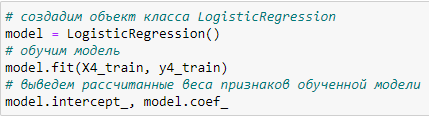 # создадим объект класса LogisticRegression
model = LogisticRegression()
# обучим модель
model.fit(X4_train, y4_train)
# выведем рассчитанные веса признаков обученной модели
model.intercept_, model.coef_